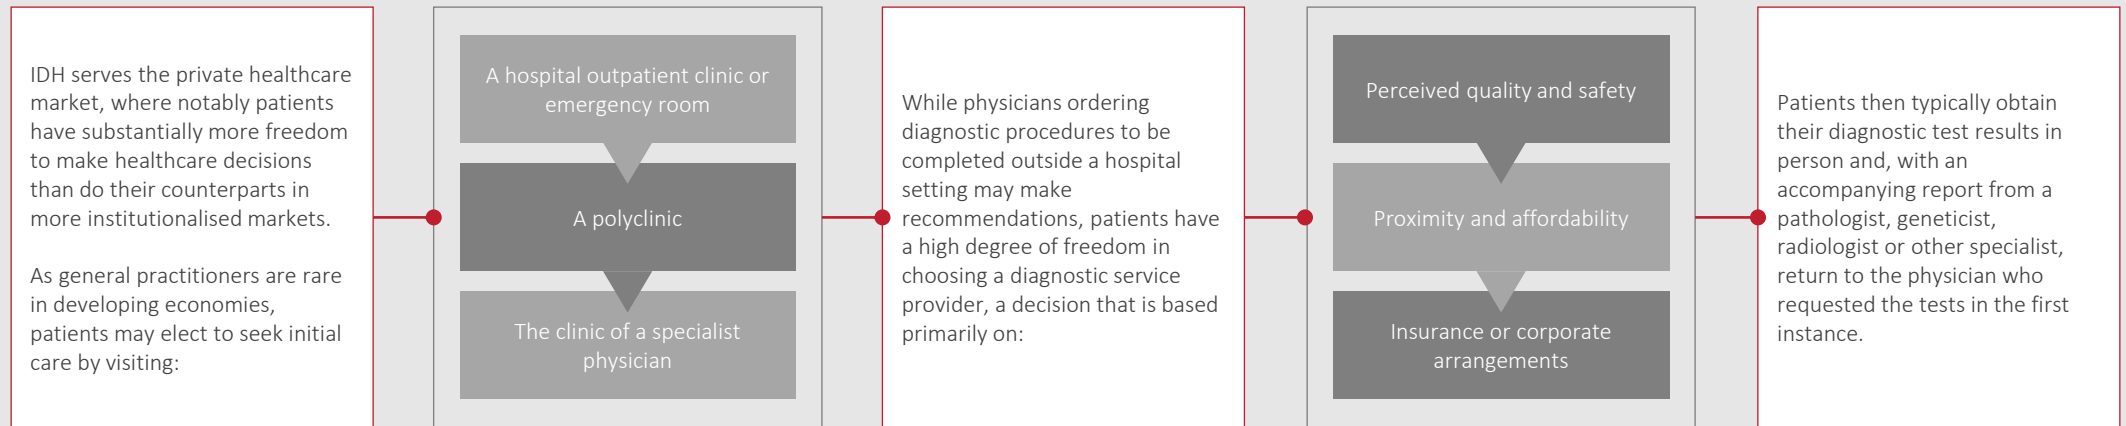 IDH serves the private healthcare
market, where notably patients
have substantially more freedom
to make healthcare decisions
than do their counterparts in
more institutionalised markets.
As general practitioners are rare
in developing economies,
patients may elect to seek initial
care by visiting:
A hospital outpatient clinic or
emergency room
A polyclinic
The clinic of a specialist
physician
While physicians ordering
diagnostic procedures to be
completed outside a hospital
setting may make
recommendations, patients have
a high degree of freedom in
choosing a diagnostic service
provider, a decision that is based
primarily on:
Perceived quality and safety
Proximity and affordability
Insurance or corporate
arrangements
Patients then typically obtain
their diagnostic test results in
person and, with an
accompanying report from a
pathologist, geneticist,
radiologist or other specialist,
return to the physician who
requested the tests in the first
instance.